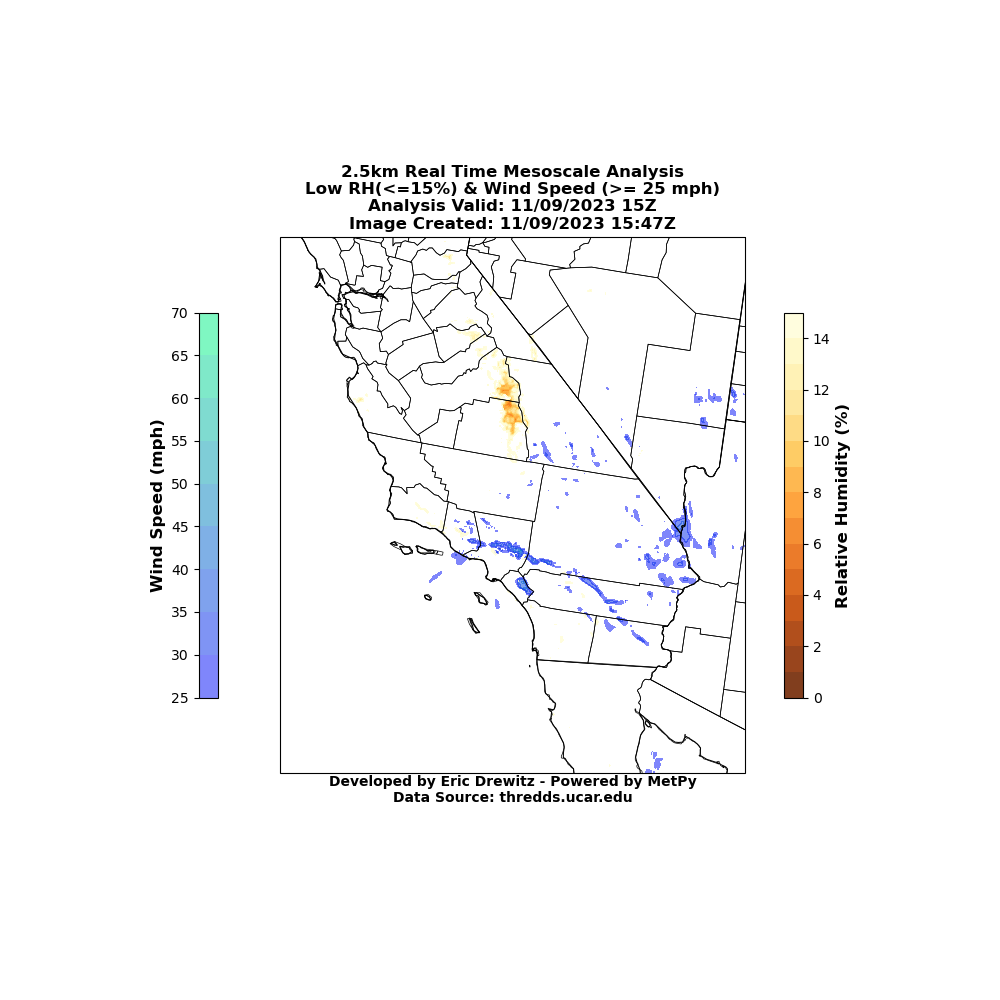 2.5km Real Time Mesoscale Analysis
Low RH(<=15%) & Wind Speed (>= 25 mph)
Analysis Valid: 11/09/2023 15Z
Image Created: 11/09/2023 15:47Z
Wind Speed (mph)
70
65
60
55
50
45
40
35
30
25
14
12
10
8
6
4
2
0
Relative Humidity (%)
Developed by Eric Drewitz - Powered by MetPy
Data Source: thredds.ucar.edu